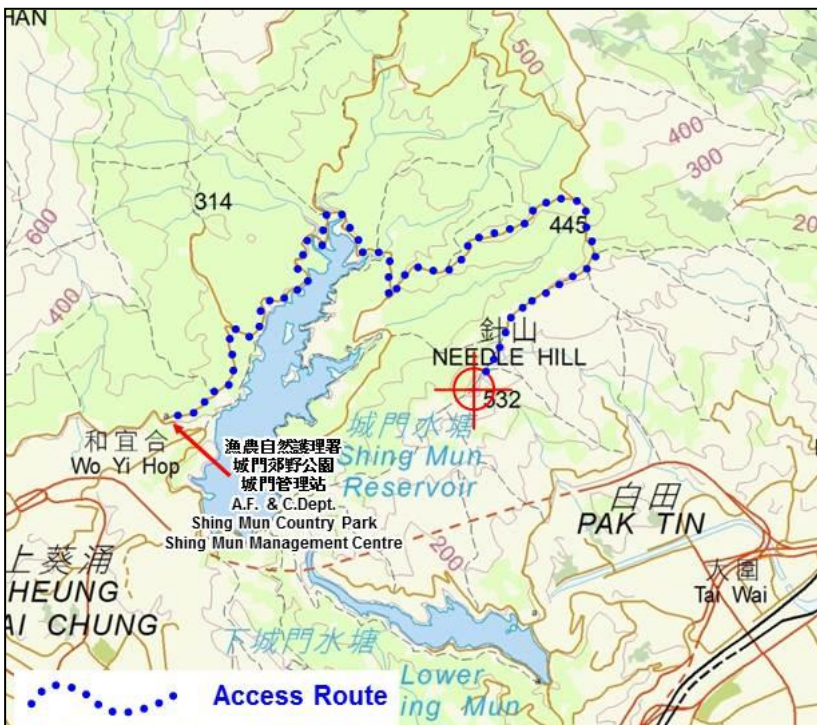 HAN
500
400
300
20
314
600
445
400
針山
NEEDLE HILL
532
和宜合
Wo Yi Hop
漁農自然護理署
城門郊野公園
城門管理站
A.F. & C.Dept.
Shing Mun Country Park
Shing Mun Management Centre
城門水塘
Shing Mun
Reservoir
200
白田
PAK TIN
大圍
Tai Wai
上葵涌
HEUNG
AI CHUNG
下城門水塘
Lower
ing Mun
Access Route